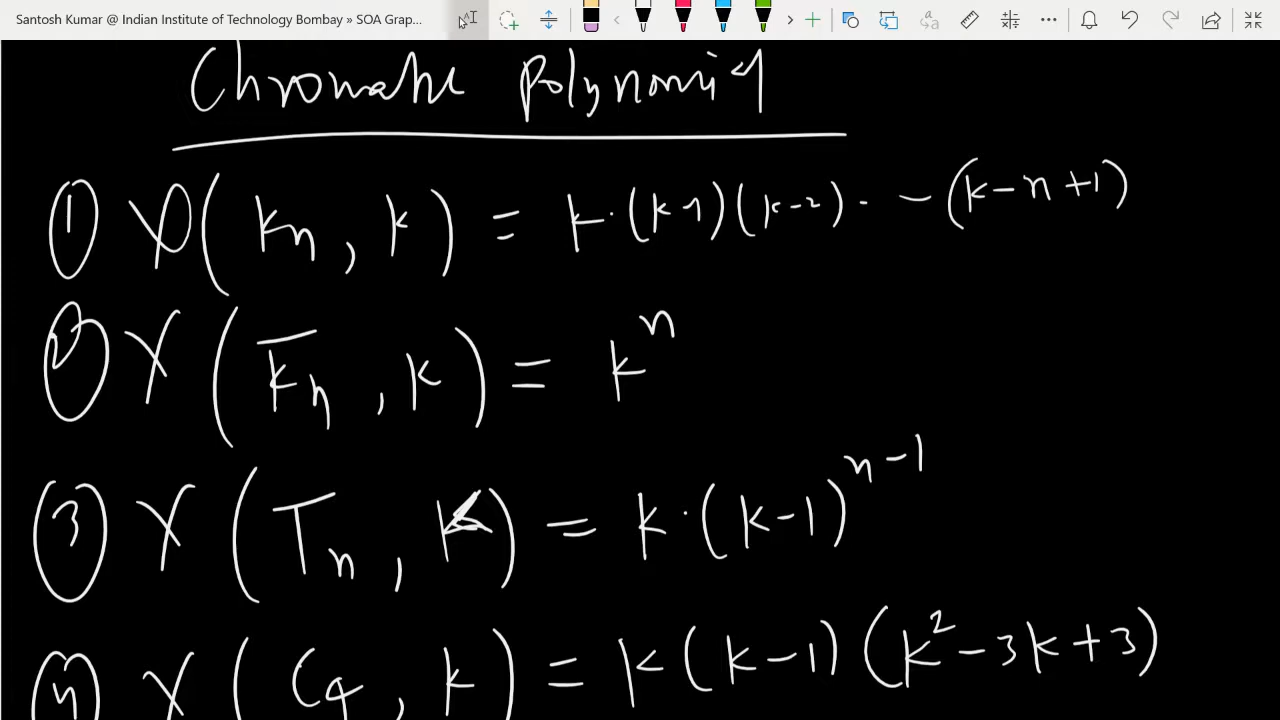 Santosh Kumar @ Indian Institute of Technology Bombay » SOA Grap...
Chromatic Polynomial
① χ(Kn, k) = k·(k-1)(k-2)· - (k-n+1)
② χ(K̅n, k) = k^n
③ χ(Tn, k) = k·(k-1)^(n-1)
④ χ(C4, k) = k(k-1)(k²-3k+3)